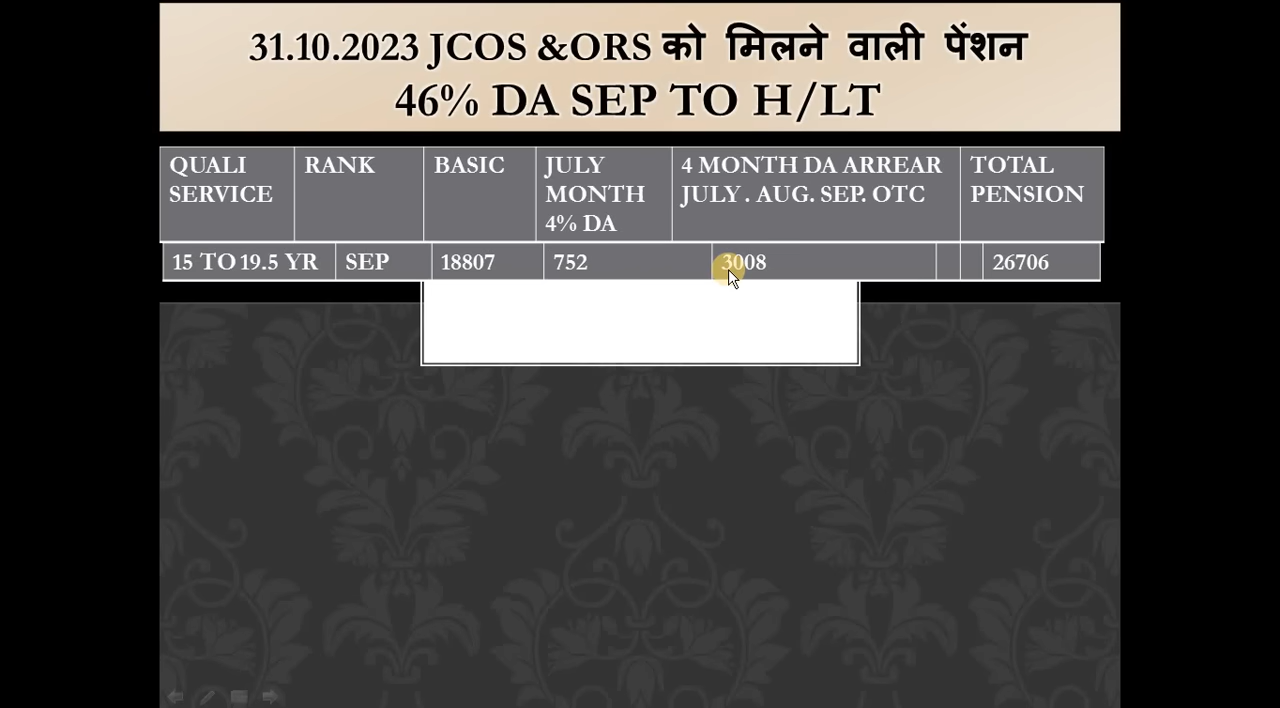 31.10.2023 JCOS &ORS को मिलने वाली पेंशन
46% DA SEP TO H/LT
QUALI SERVICE RANK BASIC JULY MONTH 4% DA 4 MONTH DA ARREAR JULY . AUG. SEP. OTC TOTAL PENSION
15 TO 19.5 YR SEP 18807 752 3008 26706